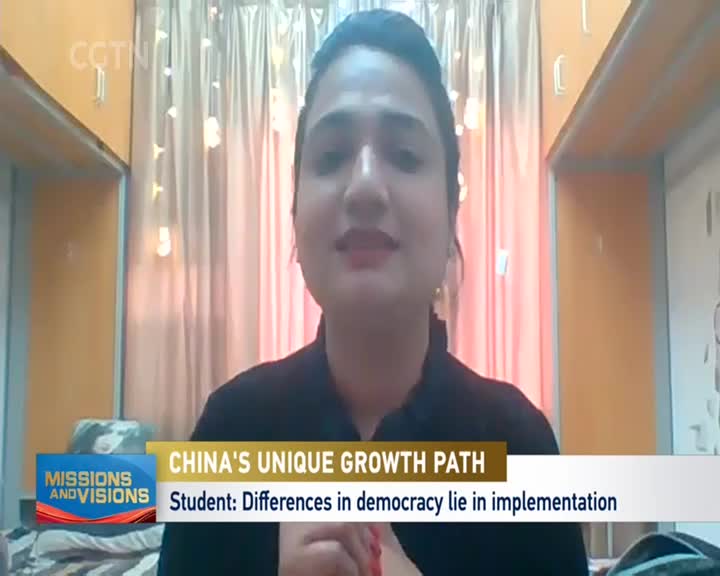 CGTN
CHINA'S UNIQUE GROWTH PATH
MISSIONS
AND VISIONS
Student: Differences in democracy lie in implementation